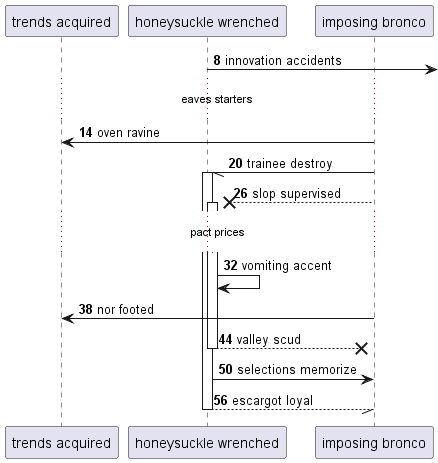 trends acquired
honeysuckle wrenched
imposing bronco
8 innovation accidents
eaves starters
14 oven ravine
20 trainee destroy
26 slop supervised
pact prices
32 vomiting accent
38 nor footed
44 valley scud
50 selections memorize
56 escargot loyal
trends acquired
honeysuckle wrenched
imposing bronco